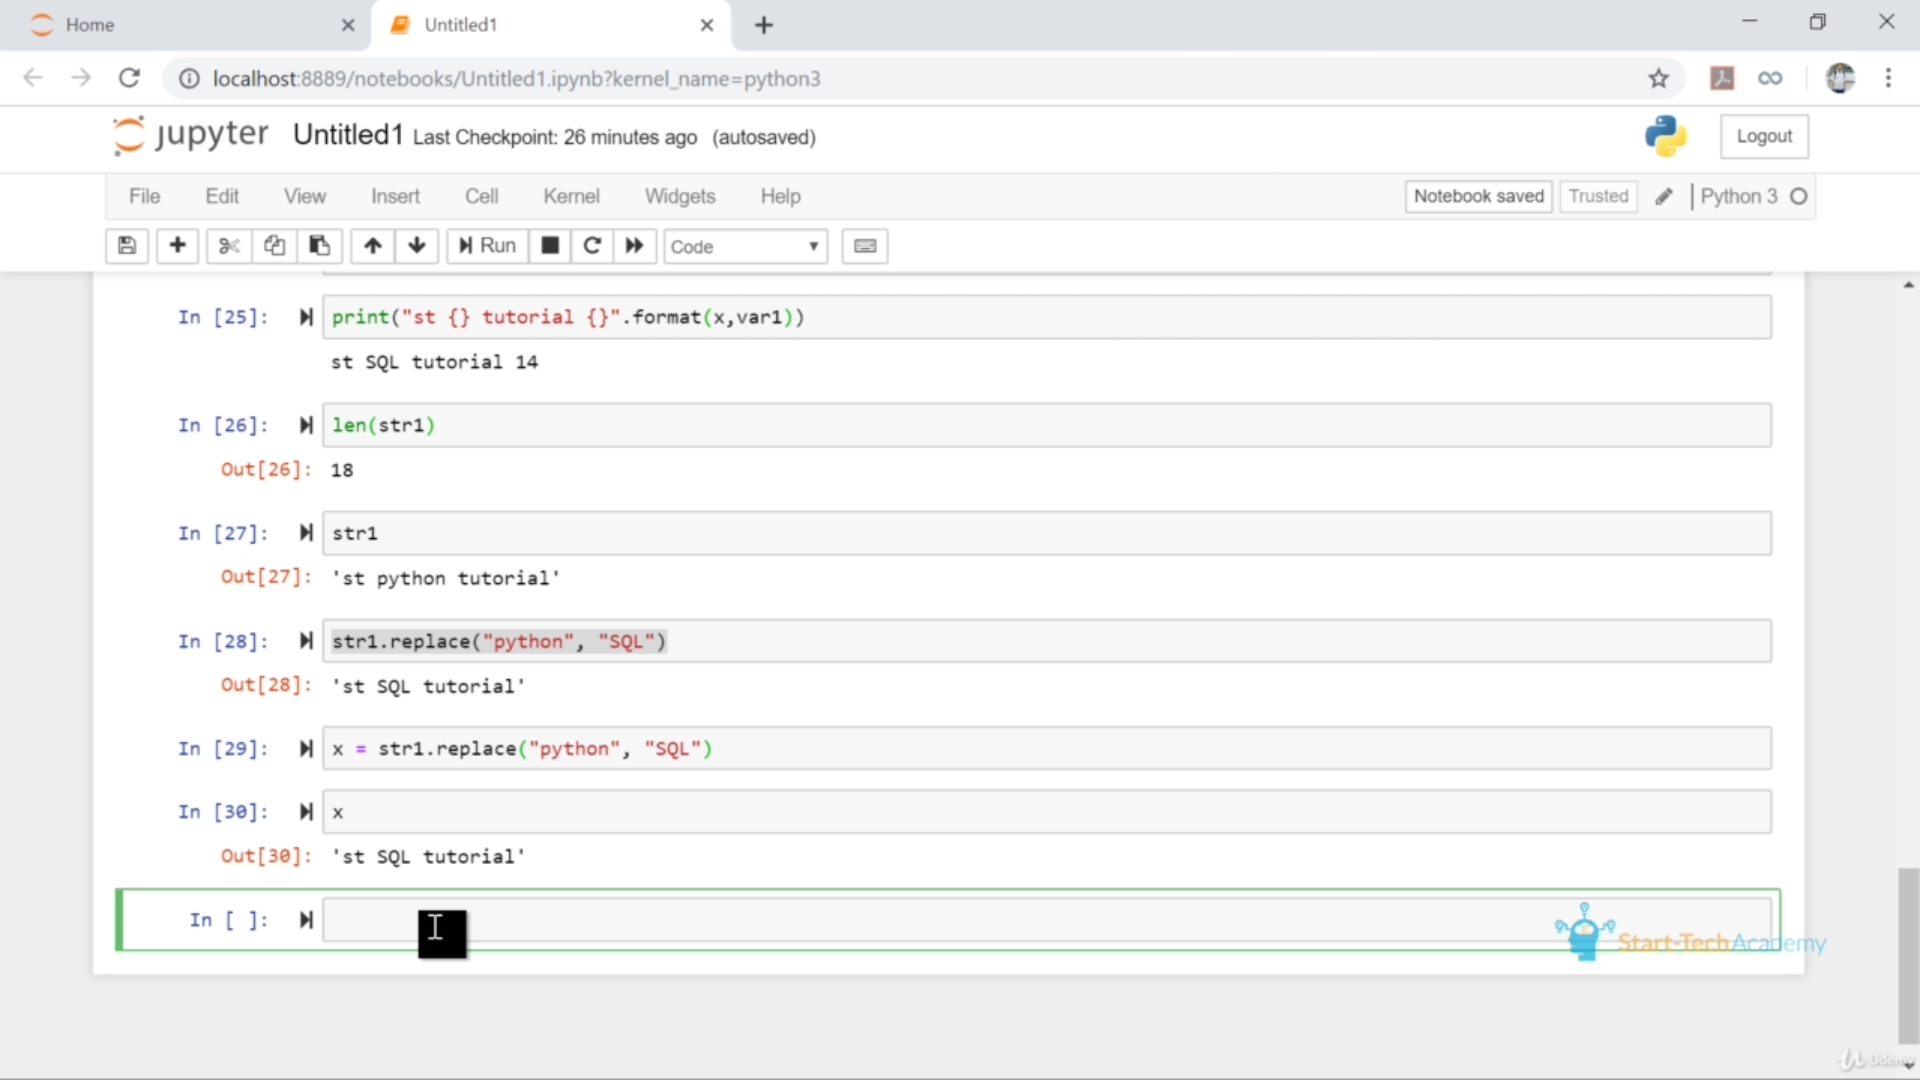 Home
Untitled1
localhost:8889/notebooks/Untitled1.ipynb?kernel_name=python3
jupyter Untitled1 Last Checkpoint: 26 minutes ago (autosaved)
Logout
File Edit View Insert Cell Kernel Widgets Help
Notebook saved Trusted Python 3
Run Code
In [25]: print("st {} tutorial {}".format(x,var1))
st SQL tutorial 14
In [26]: len(str1)
Out[26]: 18
In [27]: str1
Out[27]: 'st python tutorial'
In [28]: str1.replace("python", "SQL")
Out[28]: 'st SQL tutorial'
In [29]: x = str1.replace("python", "SQL")
In [30]: x
Out[30]: 'st SQL tutorial'
In [ ]:
Start-Tech Academy
Udemy